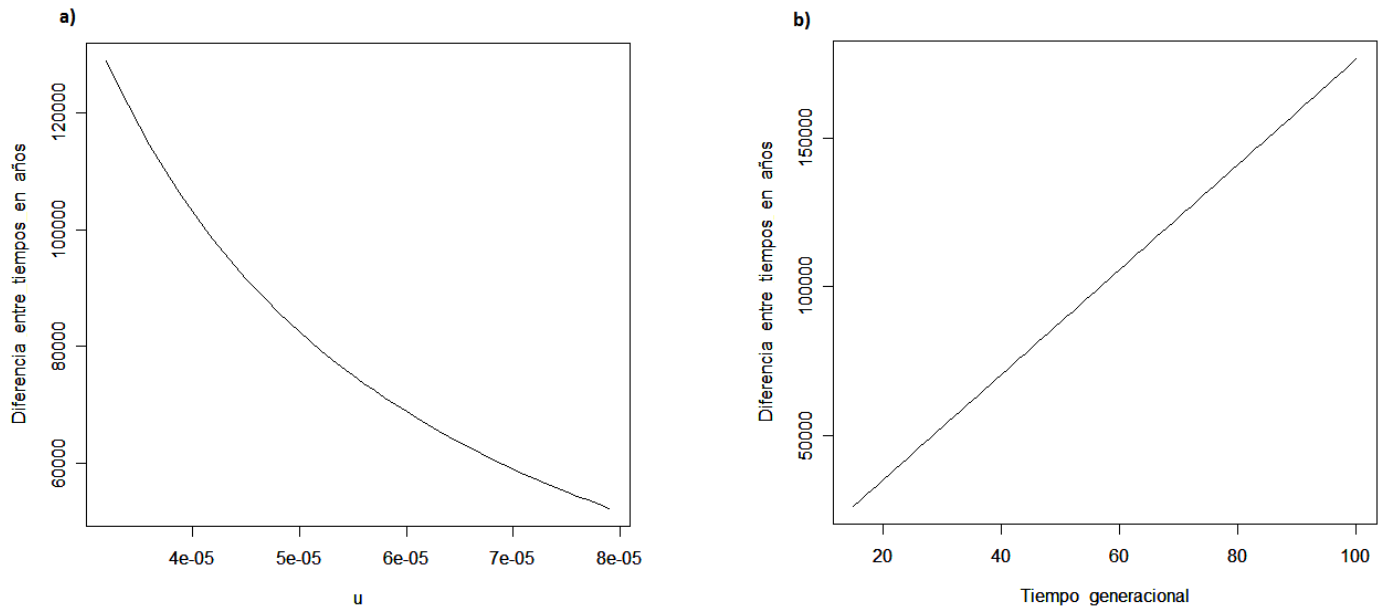 a)
Diferencia entre tiempos en años
120000
100000
80000
60000
4e-05 5e-05 6e-05 7e-05 8e-05
u
b)
Diferencia entre tiempos en años
150000
100000
50000
20 40 60 80 100
Tiempo generacional